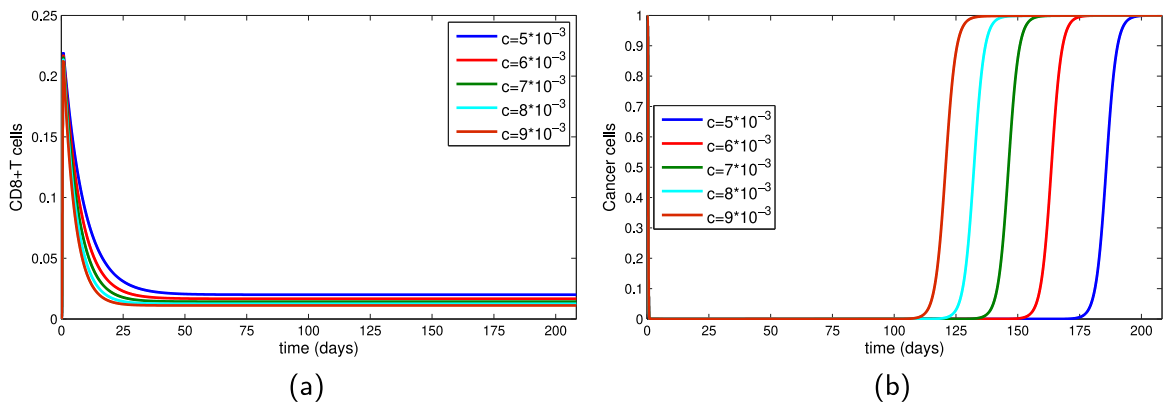 0.25
0.2
0.15
0.1
0.05
0
CD8+T cells
c=5*10⁻³
c=6*10⁻³
c=7*10⁻³
c=8*10⁻³
c=9*10⁻³
0 25 50 75 100 125 150 175 200
time (days)
(a)
1
0.9
0.8
0.7
0.6
0.5
0.4
0.3
0.2
0.1
0
Cancer cells
c=5*10⁻³
c=6*10⁻³
c=7*10⁻³
c=8*10⁻³
c=9*10⁻³
0 25 50 75 100 125 150 175 200
time (days)
(b)